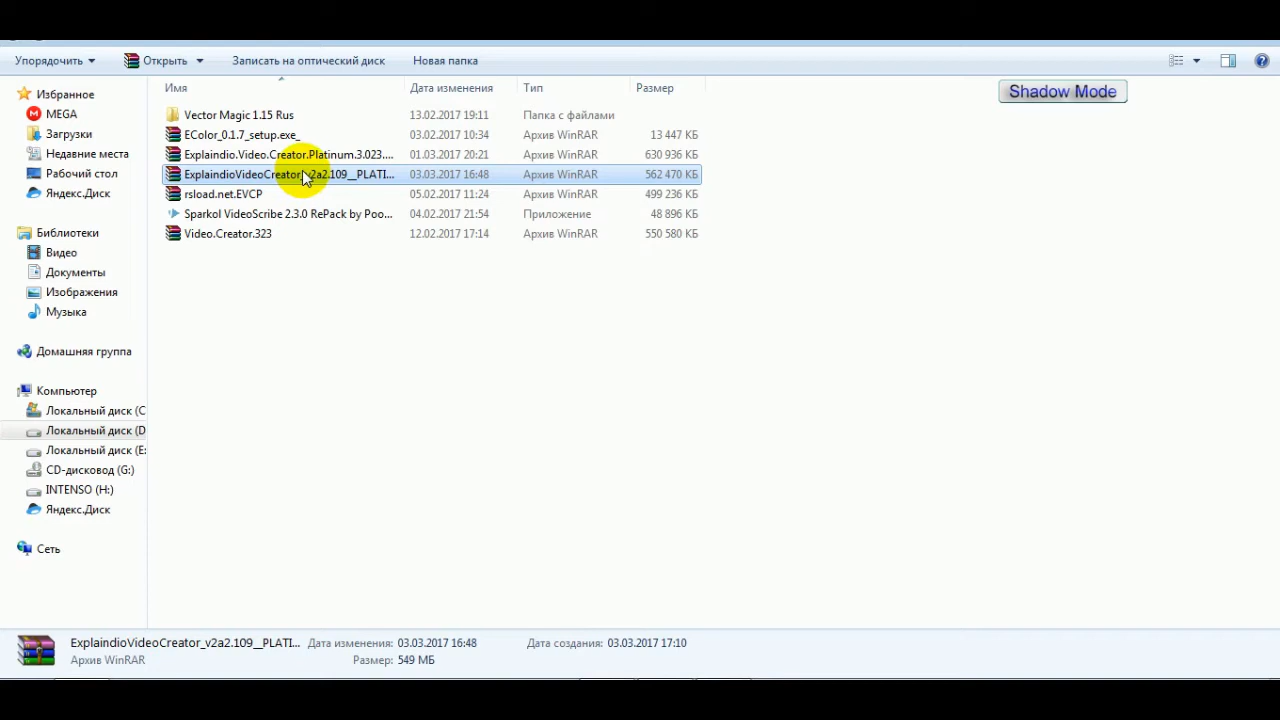 Упорядочить Открыть Записать на оптический диск Новая папка
Shadow Mode
Имя Дата изменения Тип Размер
Vector Magic 1.15 Rus 13.02.2017 19:11 Папка с файлами
EColor_0.1.7_setup.exe_ 03.02.2017 10:34 Архив WinRAR 13 447 КБ
Explaindio.Video.Creator.Platinum.3.023.... 01.03.2017 20:21 Архив WinRAR 630 936 КБ
ExplaindioVideoCreator_v2a2.109__PLATI... 03.03.2017 16:48 Архив WinRAR 562 470 КБ
rsload.net.EVCP 05.02.2017 11:24 Архив WinRAR 499 236 КБ
Sparkol VideoScribe 2.3.0 RePack by Poo... 04.02.2017 21:54 Приложение 48 896 КБ
Video.Creator.323 12.02.2017 17:14 Архив WinRAR 550 580 КБ
Избранное
MEGA
Загрузки
Недавние места
Рабочий стол
Яндекс.Диск
Библиотеки
Видео
Документы
Изображения
Музыка
Домашняя группа
Компьютер
Локальный диск (C
Локальный диск (D
Локальный диск (E:
CD-дисковод (G:)
INTENSO (H:)
Яндекс.Диск
Сеть
ExplaindioVideoCreator_v2a2.109__PLATI... Дата изменения: 03.03.2017 16:48 Дата создания: 03.03.2017 17:10
Архив WinRAR Размер: 549 МБ